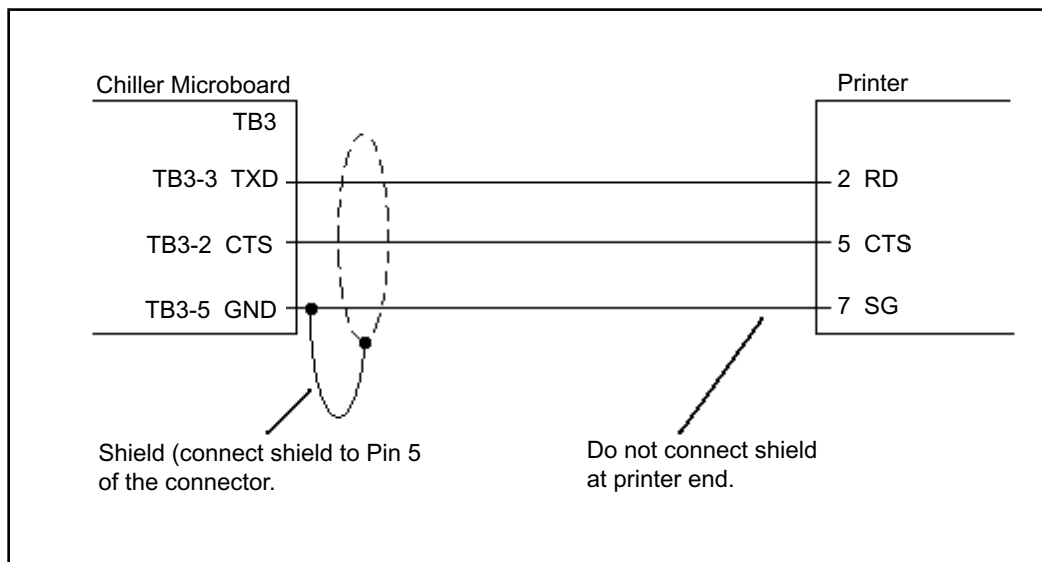 Chiller Microboard
Printer
TB3
TB3-3 TXD
2 RD
TB3-2 CTS
5 CTS
TB3-5 GND
7 SG
Shield (connect shield to Pin 5
of the connector.
Do not connect shield
at printer end.